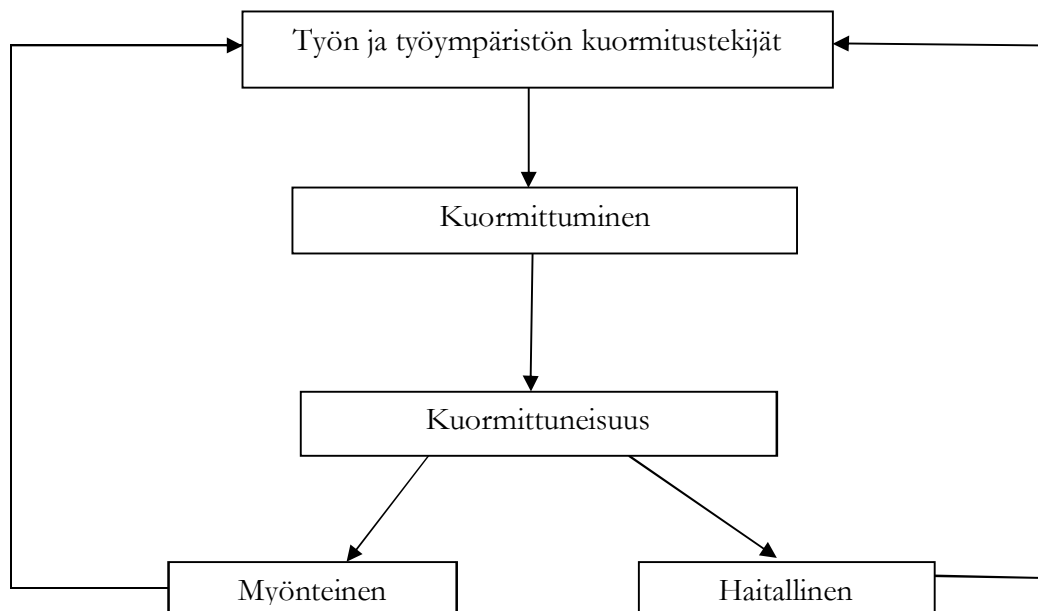 Työn ja työympäristön kuormitustekijät
Kuormittuminen
Kuormittuneisuus
Myönteinen
Haitallinen